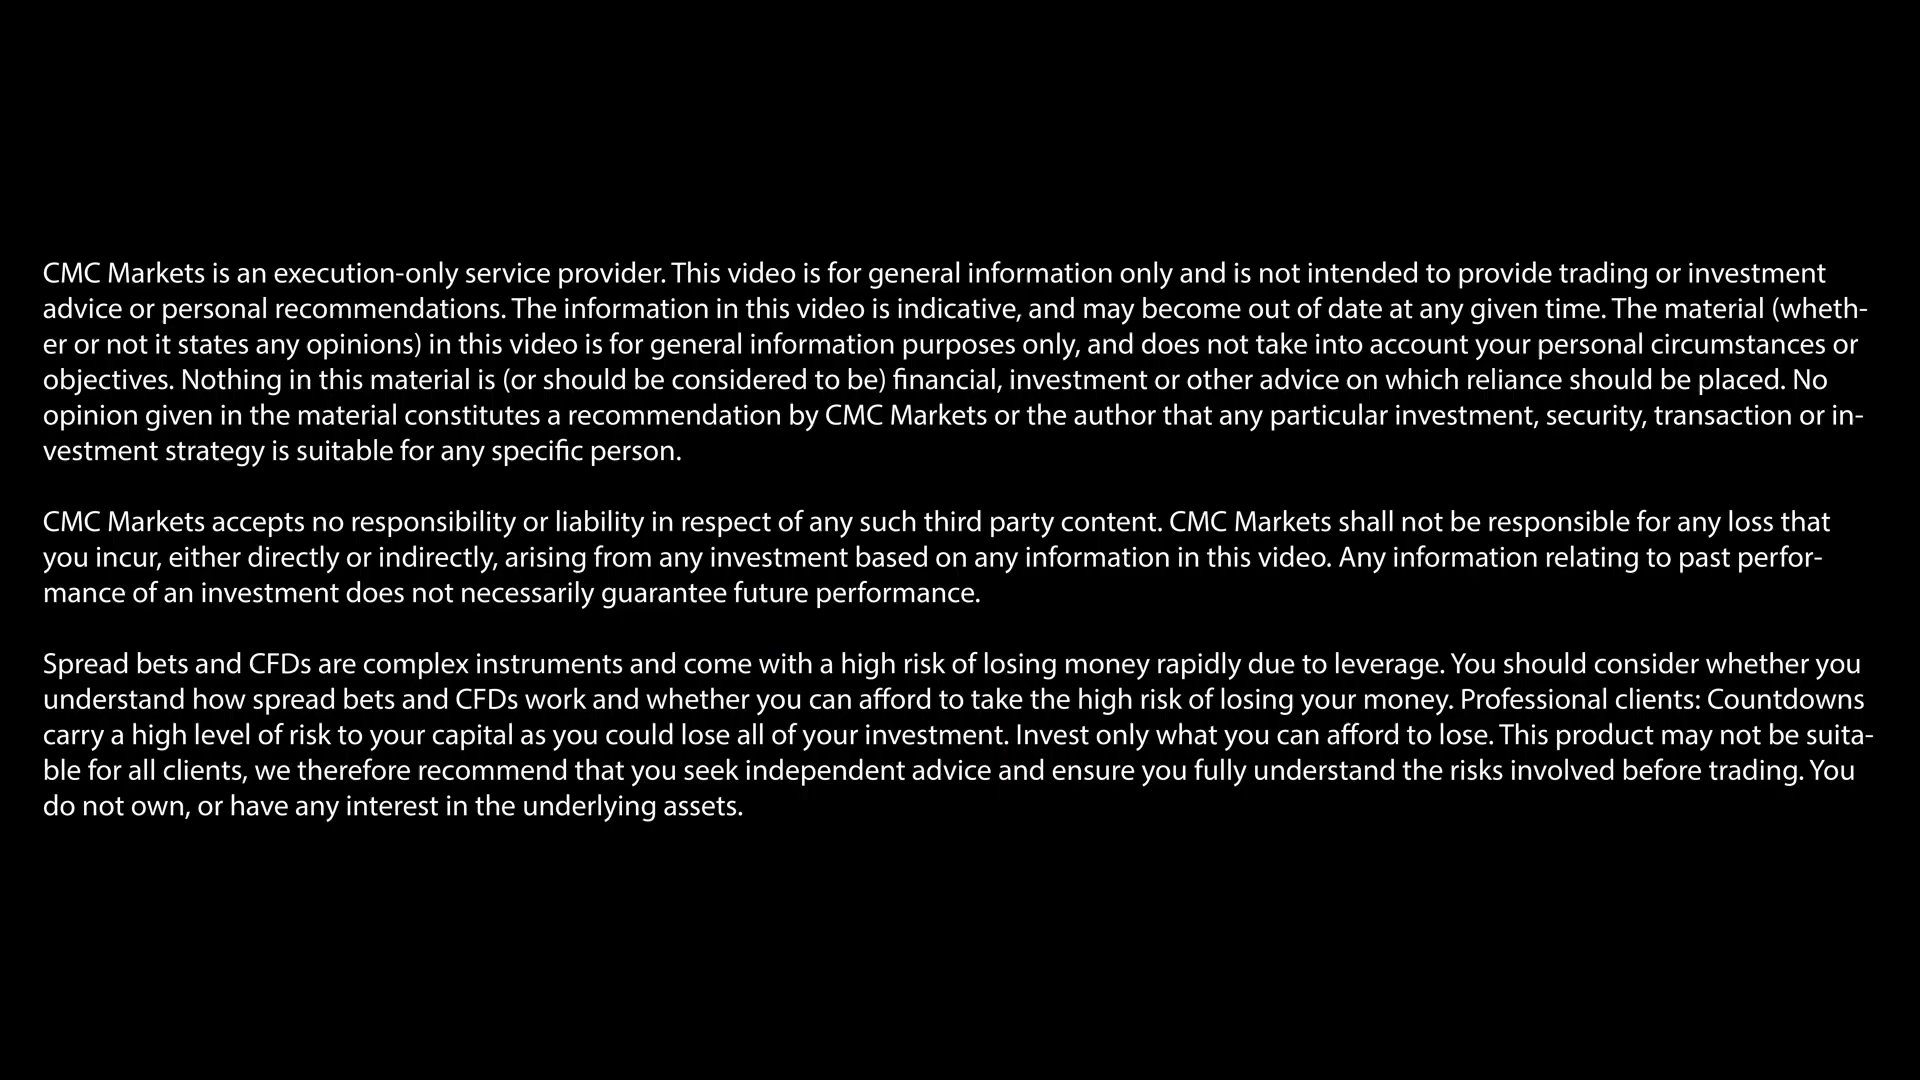 CMC Markets is an execution-only service provider. This video is for general information only and is not intended to provide trading or investment
advice or personal recommendations. The information in this video is indicative, and may become out of date at any given time. The material (wheth-
er or not it states any opinions) in this video is for general information purposes only, and does not take into account your personal circumstances or
objectives. Nothing in this material is (or should be considered to be) financial, investment or other advice on which reliance should be placed. No
opinion given in the material constitutes a recommendation by CMC Markets or the author that any particular investment, security, transaction or in-
vestment strategy is suitable for any specific person.
CMC Markets accepts no responsibility or liability in respect of any such third party content. CMC Markets shall not be responsible for any loss that
you incur, either directly or indirectly, arising from any investment based on any information in this video. Any information relating to past perfor-
mance of an investment does not necessarily guarantee future performance.
Spread bets and CFDs are complex instruments and come with a high risk of losing money rapidly due to leverage. You should consider whether you
understand how spread bets and CFDs work and whether you can afford to take the high risk of losing your money. Professional clients: Countdowns
carry a high level of risk to your capital as you could lose all of your investment. Invest only what you can afford to lose. This product may not be suita-
ble for all clients, we therefore recommend that you seek independent advice and ensure you fully understand the risks involved before trading. You
do not own, or have any interest in the underlying assets.